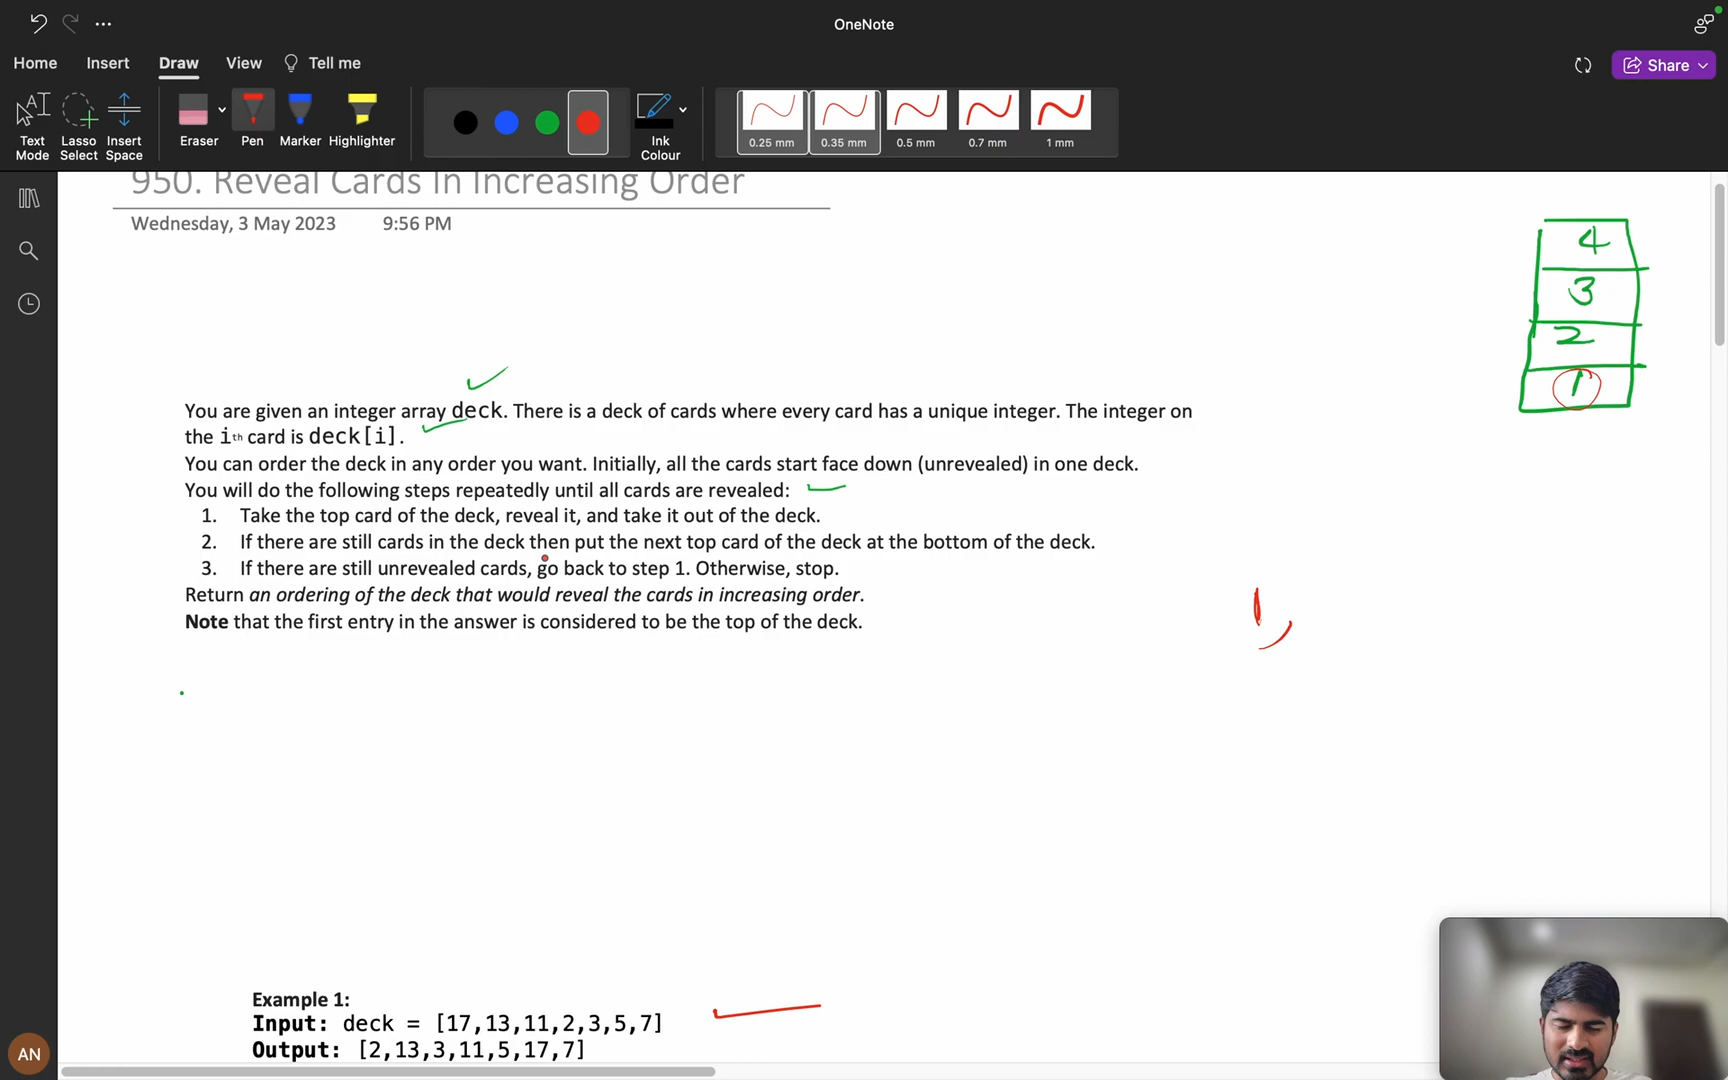 OneNote
Home Insert Draw View Tell me
Share
Text Mode
Lasso Select
Insert Space
Eraser
Pen
Marker
Highlighter
Ink Colour
0.25 mm
0.35 mm
0.5 mm
0.7 mm
1 mm
950. Reveal Cards In Increasing Order
Wednesday, 3 May 2023 9:56 PM
4
3
2
1
You are given an integer array deck. There is a deck of cards where every card has a unique integer. The integer on
the ith card is deck[i].
You can order the deck in any order you want. Initially, all the cards start face down (unrevealed) in one deck.
You will do the following steps repeatedly until all cards are revealed:
1. Take the top card of the deck, reveal it, and take it out of the deck.
2. If there are still cards in the deck then put the next top card of the deck at the bottom of the deck.
3. If there are still unrevealed cards, go back to step 1. Otherwise, stop.
Return an ordering of the deck that would reveal the cards in increasing order.
Note that the first entry in the answer is considered to be the top of the deck.
1,
Example 1:
Input: deck = [17,13,11,2,3,5,7]
Output: [2,13,3,11,5,17,7]
AN